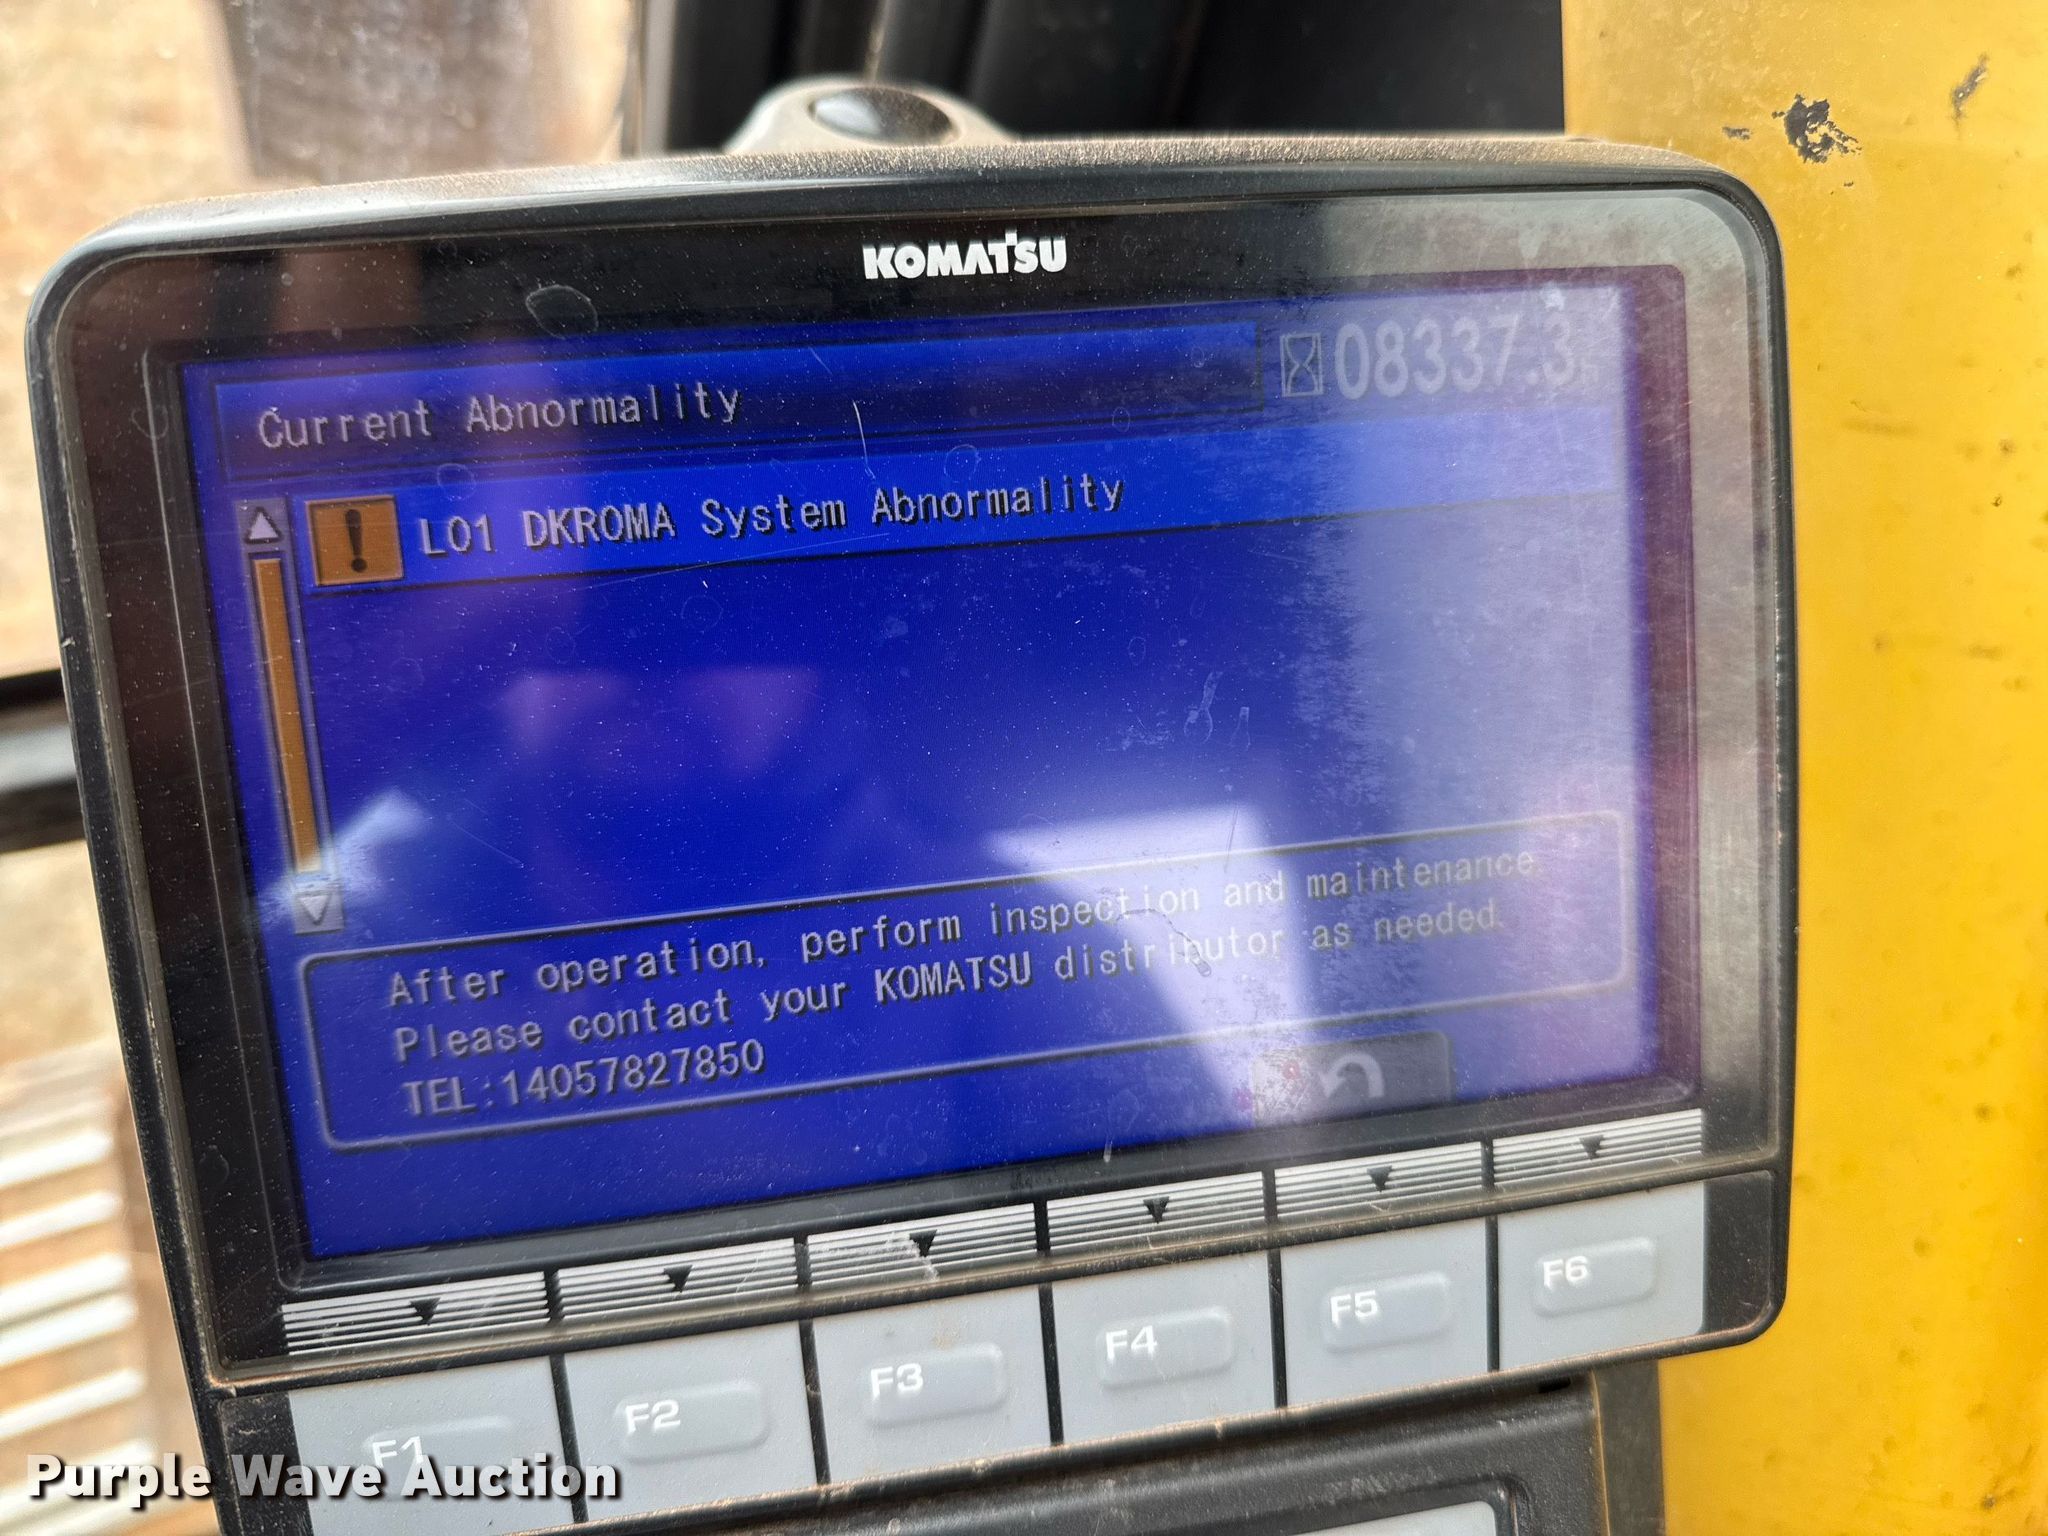 KOMATSU
08337.3h
Current Abnormality
! L01 DKROMA System Abnormality
After operation, perform inspection and maintenance.
Please contact your KOMATSU distributor as needed.
TEL:14057827850
F1 F2 F3 F4 F5 F6
Purple Wave Auction